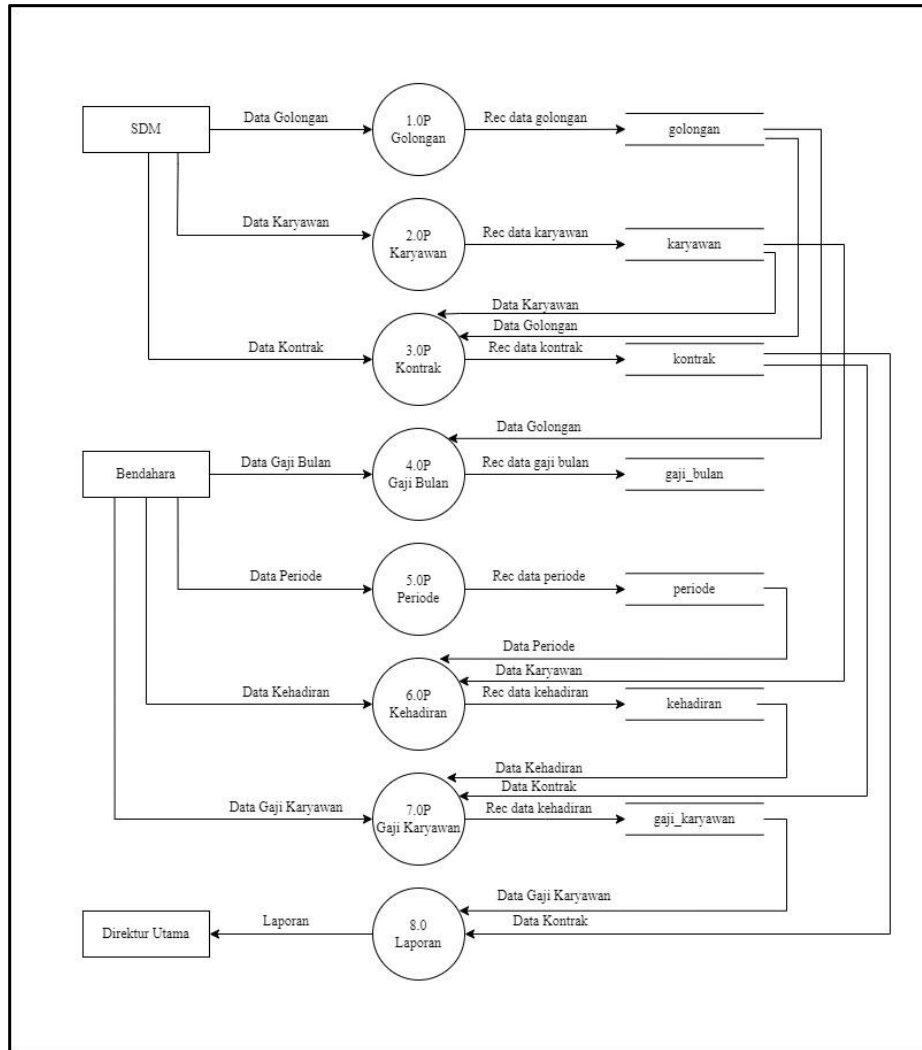 SDM
Data Golongan
1.0P
Golongan
Rec data golongan
golongan
Data Karyawan
2.0P
Karyawan
Rec data karyawan
karyawan
Data Karyawan
Data Golongan
Data Kontrak
3.0P
Kontrak
Rec data kontrak
kontrak
Data Golongan
Bendahara
Data Gaji Bulan
4.0P
Gaji Bulan
Rec data gaji bulan
gaji_bulan
Data Periode
5.0P
Periode
Rec data periode
periode
Data Periode
Data Karyawan
Data Kehadiran
6.0P
Kehadiran
Rec data kehadiran
kehadiran
Data Kehadiran
Data Kontrak
Data Gaji Karyawan
7.0P
Gaji Karyawan
Rec data kehadiran
gaji_karyawan
Data Gaji Karyawan
Data Kontrak
Direktur Utama
Laporan
8.0
Laporan